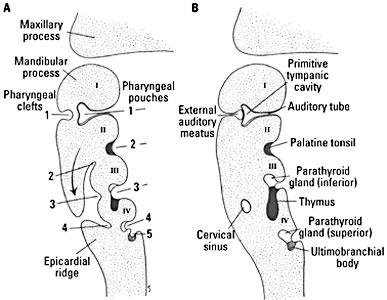 A
Maxillary
process
Mandibular
process
I
Pharyngeal
clefts
Pharyngeal
pouches
1
1
II
2
2
III
3
3
IV
4
4
5
Epicardial
ridge
B
Primitive
tympanic
cavity
I
External
auditory
meatus
Auditory tube
II
Palatine tonsil
III
Parathyroid
gland (inferior)
Thymus
IV
Parathyroid
gland (superior)
Cervical
sinus
Ultimobranchial
body